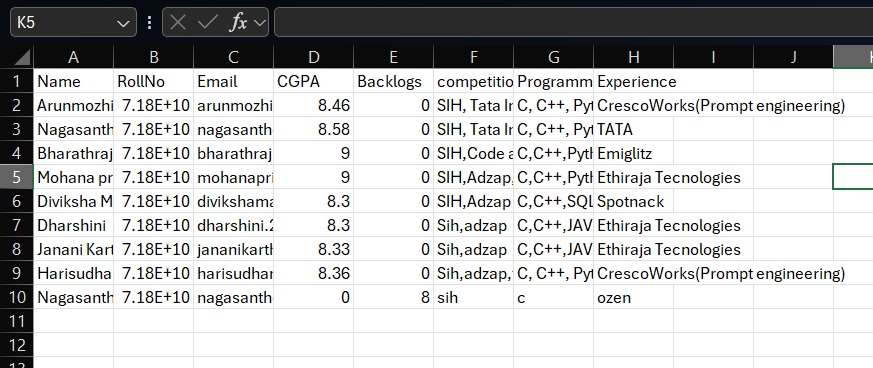 K5 fx
A B C D E F G H I J K
1 Name RollNo Email CGPA Backlogs competitio Programm Experience
2 Arunmozhi 7.18E+10 arunmozhi 8.46 0 SIH, Tata In C, C++, Pyt CrescoWorks(Prompt engineering)
3 Nagasanth 7.18E+10 nagasanth 8.58 0 SIH, Tata In C, C++, Pyt TATA
4 Bharathraj 7.18E+10 bharathraj 9 0 SIH,Code a C,C++,Pyth Emiglitz
5 Mohana pr 7.18E+10 mohanapri 9 0 SIH,Adzap, C,C++,Pyth Ethiraja Tecnologies
6 Diviksha M 7.18E+10 divikshama 8.3 0 SIH,Adzap C,C++,SQL Spotnack
7 Dharshini 7.18E+10 dharshini.2 8.3 0 Sih,adzap C,C++,JAV Ethiraja Tecnologies
8 Janani Kart 7.18E+10 jananikarth 8.33 0 Sih,adzap C,C++,JAV Ethiraja Tecnologies
9 Harisudha 7.18E+10 harisudhar 8.36 0 Sih,adzap, C, C++, Pyt CrescoWorks(Prompt engineering)
10 Nagasanth 7.18E+10 nagasanth 0 8 sih c ozen
11
12
13